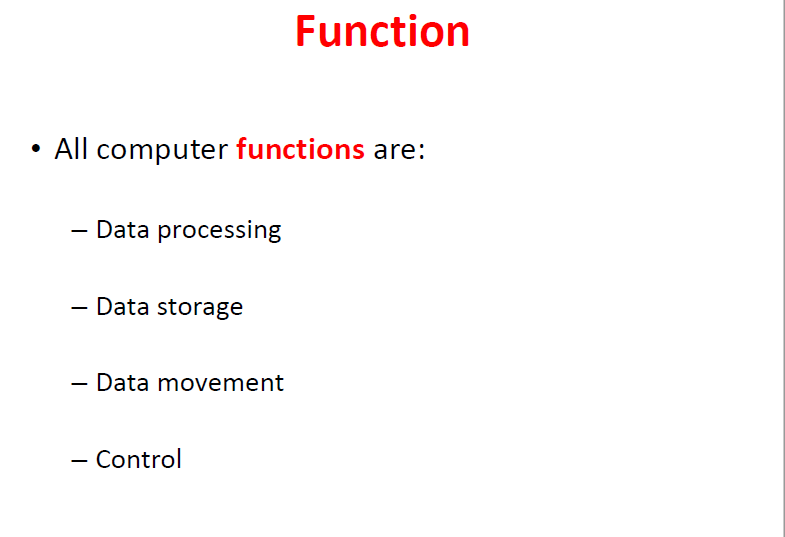 Function
• All computer functions are:
– Data processing
– Data storage
– Data movement
– Control